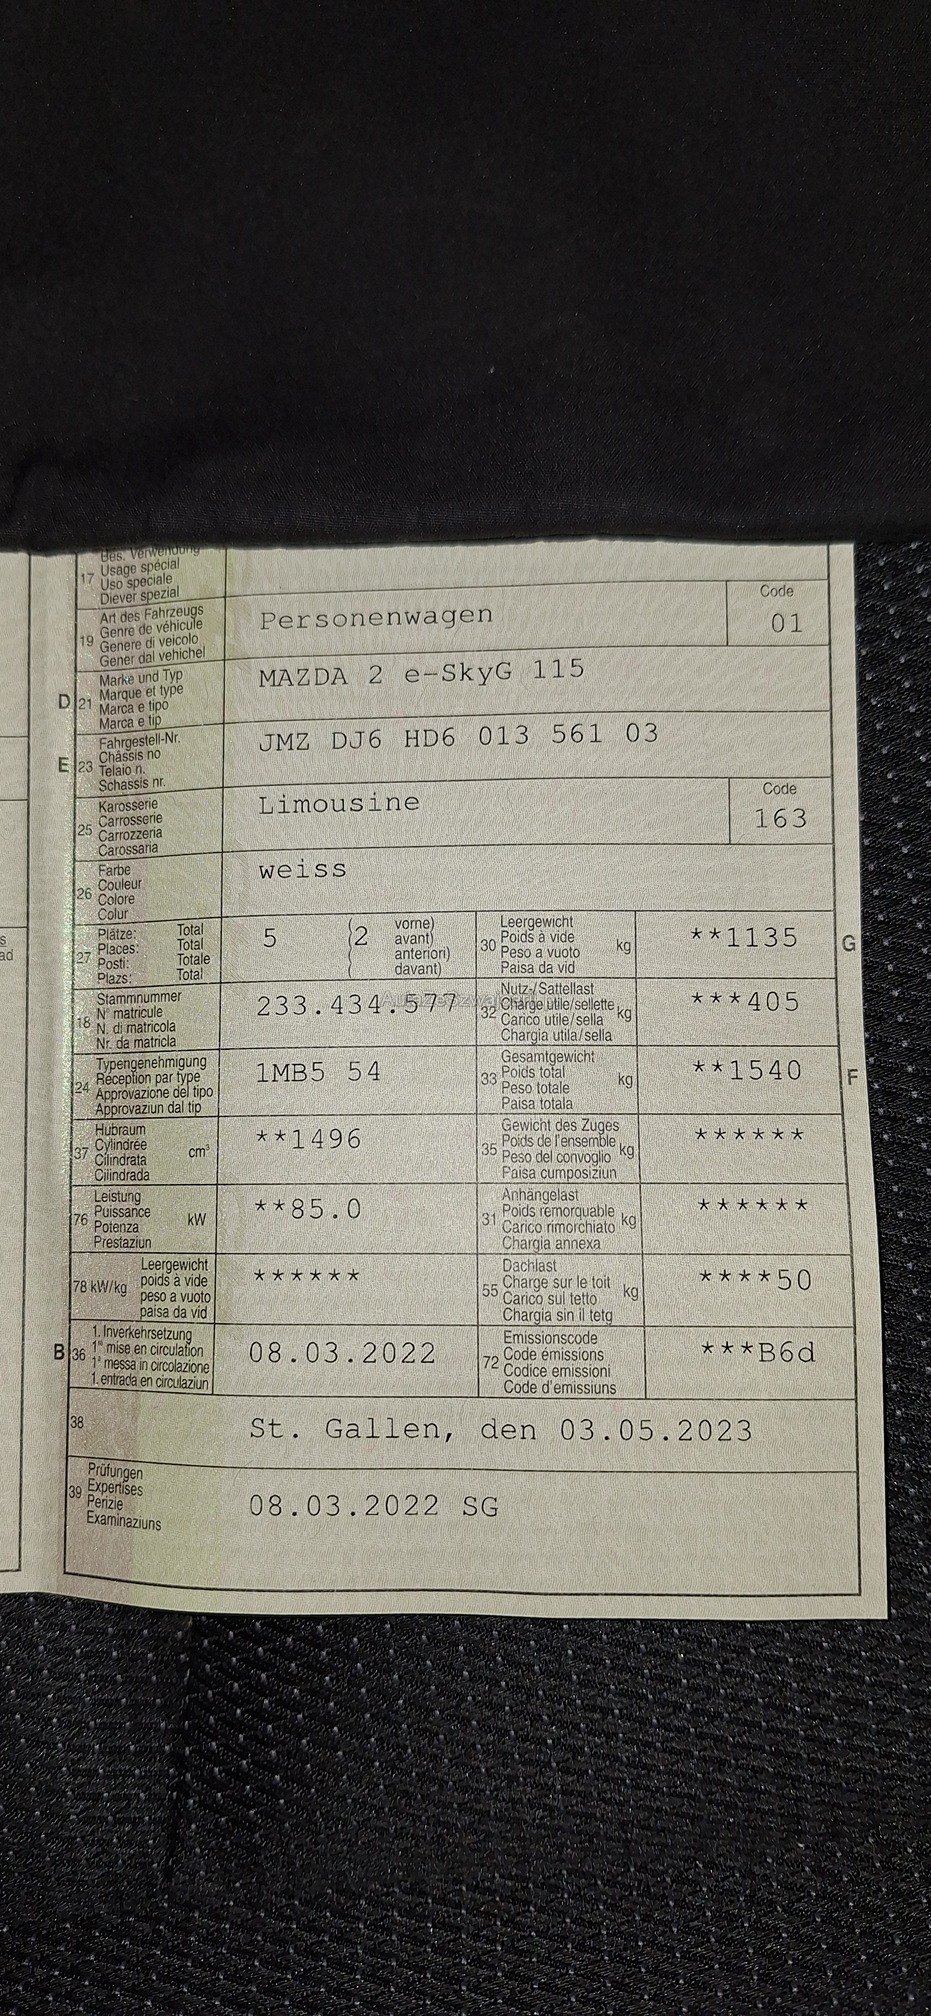 Bes. Verwendung
17 Usage spécial
Uso speciale
Diever spezial
Art des Fahrzeugs
19 Genre de véhicule
Genere di veicolo
Gener dal vehichel
Personenwagen
Code
01
Marke und Typ
D 21 Marque et type
Marca e tipo
Marca e tip
MAZDA 2 e-SkyG 115
Fahrgestell-Nr.
E 23 Châssis no
Telaio n.
Schassis nr.
JMZ DJ6 HD6 013 561 03
Karosserie
25 Carrosserie
Carrozzeria
Carossaria
Limousine
Code
163
Farbe
26 Couleur
Colore
Colur
weiss
Plätze: Total
27 Places: Total
Posti: Totale
Plazs: Total
5 (2 vorne)
avant)
( anteriori)
( davant)
Leergewicht
30 Poids à vide kg
Peso a vuoto
Paisa da vid
**1135 G
Stammnummer
18 N° matricule
N. di matricola
Nr. da matricla
233.434.577
Nutz-/Sattellast
32 Charge utile/sellette kg
Carico utile/sella
Chargia utila/sella
***405
Typengenehmigung
24 Réception par type
Approvazione del tipo
Approvaziun dal tip
1MB5 54
Gesamtgewicht
33 Poids total kg
Peso totale
Paisa totala
**1540 F
Hubraum
37 Cylindrée cm³
Cilindrata
Cilindrada
**1496
Gewicht des Zuges
35 Poids de l'ensemble kg
Peso del convoglio
Paisa cumposiziun
******
Leistung
76 Puissance kW
Potenza
Prestaziun
**85.0
Anhängelast
31 Poids remorquable kg
Carico rimorchiato
Chargia annexa
******
Leergewicht
78 kW/kg poids à vide
peso a vuoto
paisa da vid
******
Dachlast
55 Charge sur le toit kg
Carico sul tetto
Chargia sin il tetg
****50
1. Inverkehrsetzung
B 36 1re mise en circulation
1a messa in circolazione
1. entrada en circulaziun
08.03.2022
Emissionscode
72 Code émissions
Codice emissioni
Code d'emissiuns
***B6d
38 St. Gallen, den 03.05.2023
Prüfungen
39 Expertises
Perizie
Examinaziuns
08.03.2022 SG
s
ad